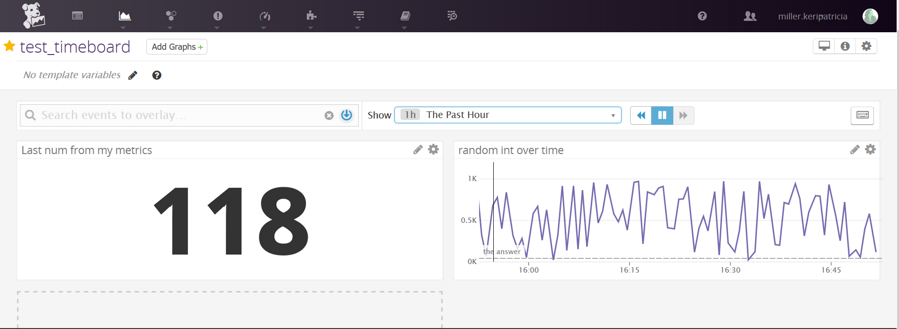 miller.keripatricia
test_timeboard
Add Graphs +
No template variables
Search events to overlay...
Show 1h The Past Hour
Last num from my metrics
118
random int over time
1K
0.5K
0K
the answer
16:00 16:15 16:30 16:45